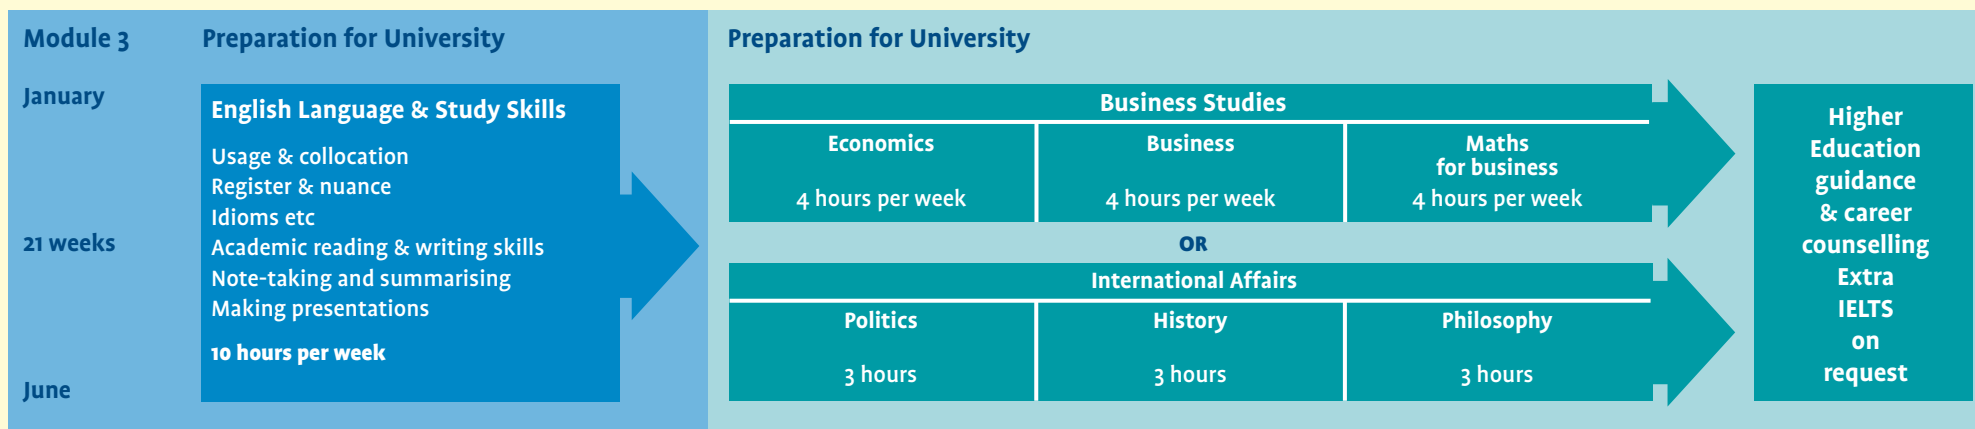 Module 3
Preparation for University
Preparation for University
January
21 weeks
June
English Language & Study Skills
Usage & collocation
Register & nuance
Idioms etc
Academic reading & writing skills
Note-taking and summarising
Making presentations
10 hours per week
Business Studies
Economics
4 hours per week
Business
4 hours per week
Maths
for business
4 hours per week
OR
International Affairs
Politics
3 hours
History
3 hours
Philosophy
3 hours
Higher
Education
guidance
& career
counselling
Extra
IELTS
on
request